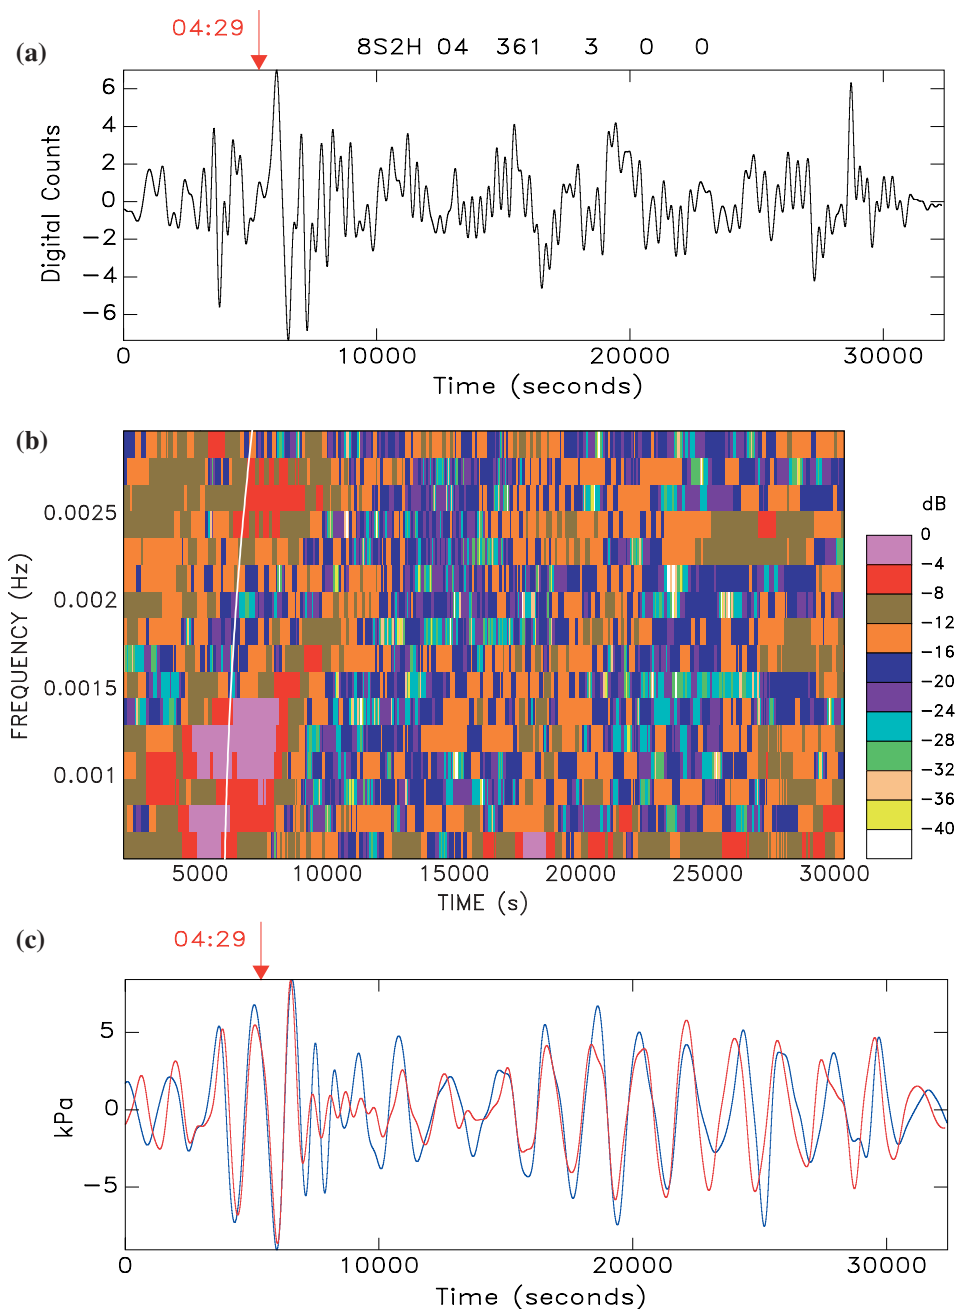 04:29
(a)
8S2H 04 361 3 0 0
6
4
2
0
−2
−4
−6
Digital Counts
0 10000 20000 30000
Time (seconds)
(b)
0.0025
0.002
0.0015
0.001
FREQUENCY (Hz)
5000 10000 15000 20000 25000 30000
TIME (s)
dB
0
−4
−8
−12
−16
−20
−24
−28
−32
−36
−40
(c)
04:29
5
0
−5
kPa
0 10000 20000 30000
Time (seconds)